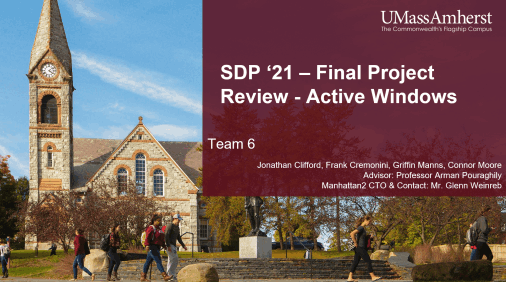 UMassAmherst
The Commonwealth's Flagship Campus
SDP ‘21 – Final Project
Review - Active Windows
Team 6
Jonathan Clifford, Frank Cremonini, Griffin Manns, Connor Moore
Advisor: Professor Arman Pouraghily
Manhattan2 CTO & Contact: Mr. Glenn Weinreb